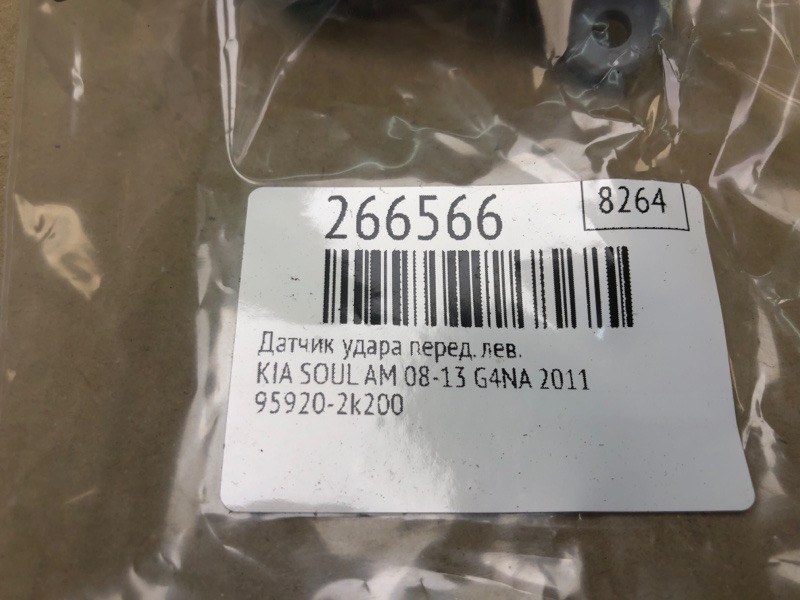 266566
8264
Датчик удара перед. лев.
KIA SOUL AM 08-13 G4NA 2011
95920-2k200